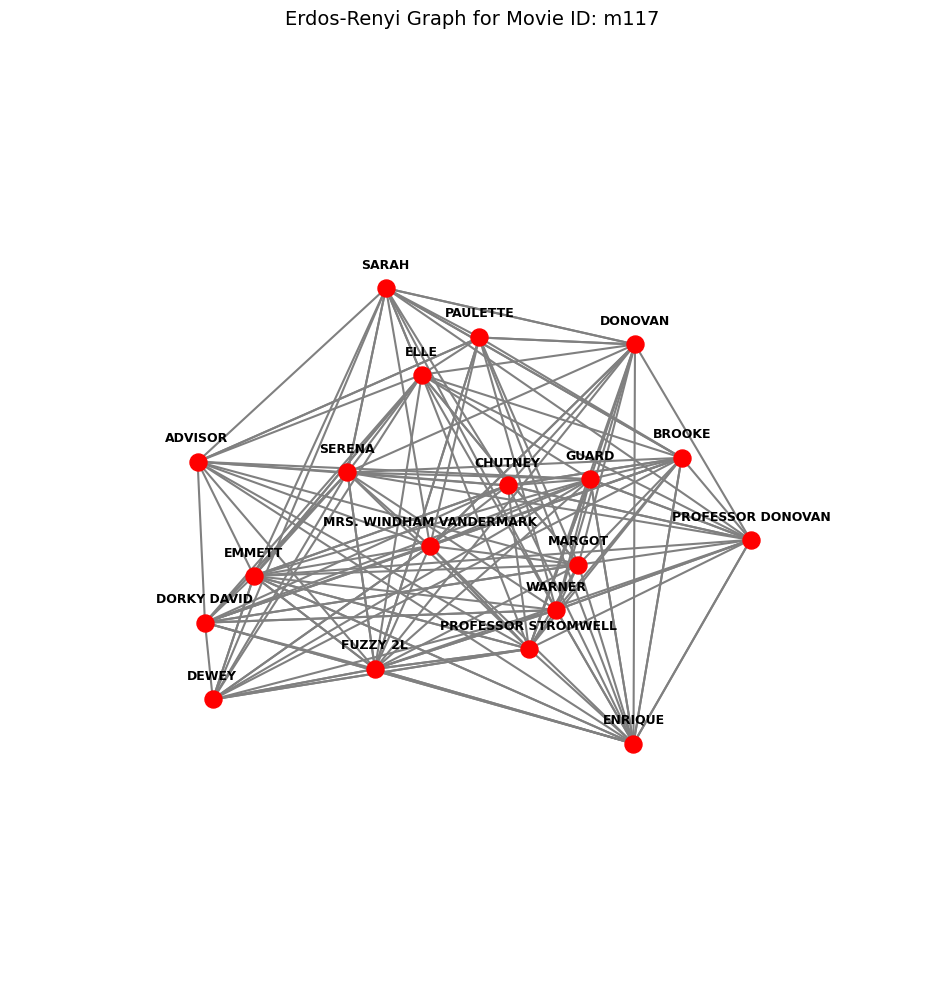 Erdos-Renyi Graph for Movie ID: m117
SARAH
PAULETTE
DONOVAN
ELLE
BROOKE
ADVISOR
SERENA
GUARD
CHUTNEY
PROFESSOR DONOVAN
MRS. WINDHAM VANDERMARK
MARGOT
EMMETT
WARNER
DORKY DAVID
PROFESSOR STROMWELL
FUZZY 2L
DEWEY
ENRIQUE